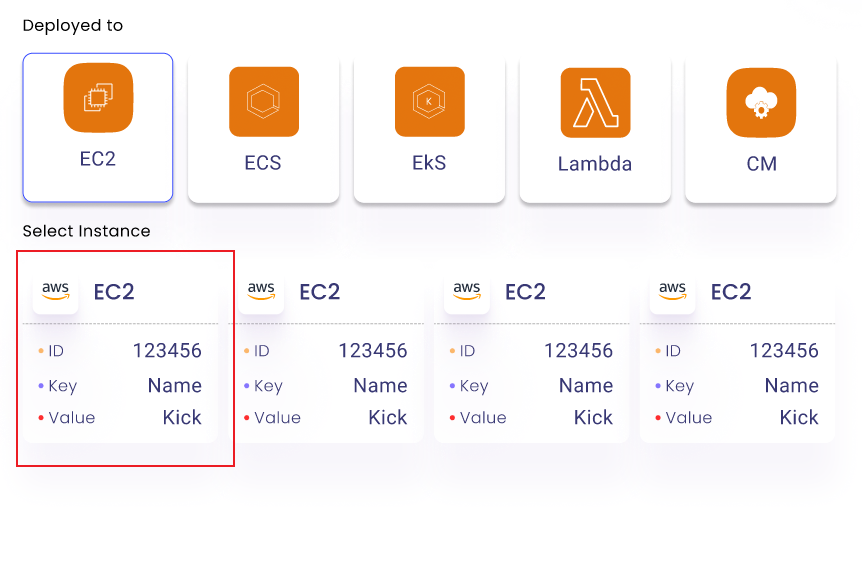 Deployed to
EC2 ECS EkS Lambda CM
K
Select Instance
aws EC2 aws EC2 aws EC2 aws EC2
ID 123456 ID 123456 ID 123456 ID 123456
Key Name Key Name Key Name Key Name
Value Kick Value Kick Value Kick Value Kick